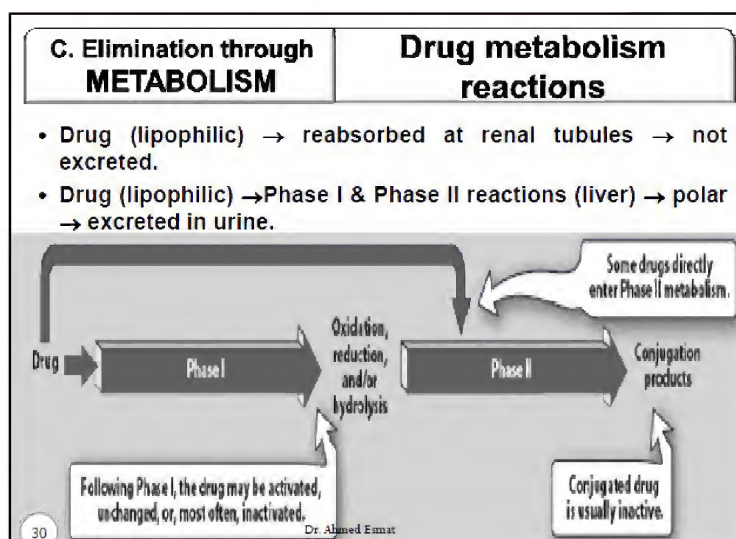 C. Elimination through
METABOLISM
Drug metabolism
reactions
• Drug (lipophilic) → reabsorbed at renal tubules → not
excreted.
• Drug (lipophilic) →Phase I & Phase II reactions (liver) → polar
→ excreted in urine.
Some drugs directly
enter Phase II metabolism.
Drug
Phase I
Oxidation,
reduction,
and/or
hydrolysis
Phase II
Conjugation
products
Following Phase I, the drug may be activated,
unchanged, or, most often, inactivated.
Conjugated drug
is usually inactive.
30
Dr. Ahmed Esmat